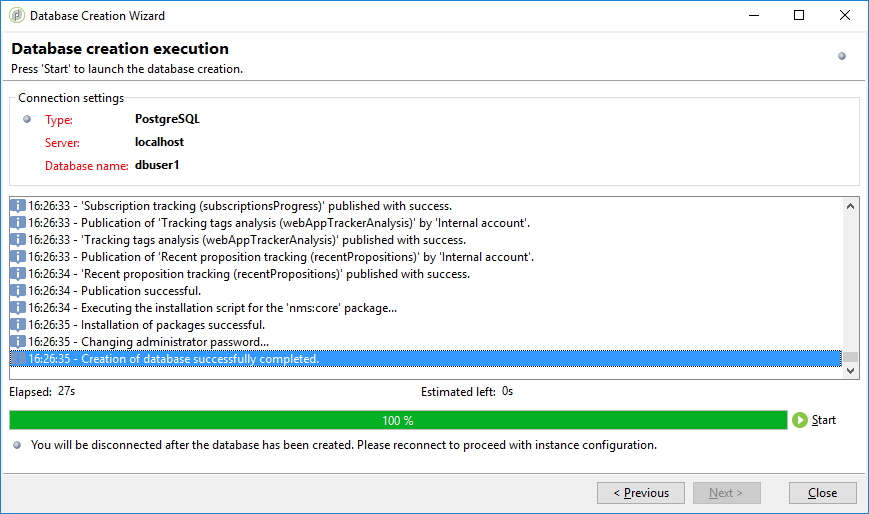 Database Creation Wizard
Database creation execution
Press 'Start' to launch the database creation.
Connection settings
Type: PostgreSQL
Server: localhost
Database name: dbuser1
16:26:33 - 'Subscription tracking (subscriptionsProgress)' published with success.
16:26:33 - Publication of 'Tracking tags analysis (webAppTrackerAnalysis)' by 'Internal account'.
16:26:33 - 'Tracking tags analysis (webAppTrackerAnalysis)' published with success.
16:26:33 - Publication of 'Recent proposition tracking (recentPropositions)' by 'Internal account'.
16:26:34 - 'Recent proposition tracking (recentPropositions)' published with success.
16:26:34 - Publication successful.
16:26:34 - Executing the installation script for the 'nms:core' package...
16:26:35 - Installation of packages successful.
16:26:35 - Changing administrator password...
16:26:35 - Creation of database successfully completed.
Elapsed: 27s Estimated left: 0s
100 % Start
You will be disconnected after the database has been created. Please reconnect to proceed with instance configuration.
< Previous Next > Close